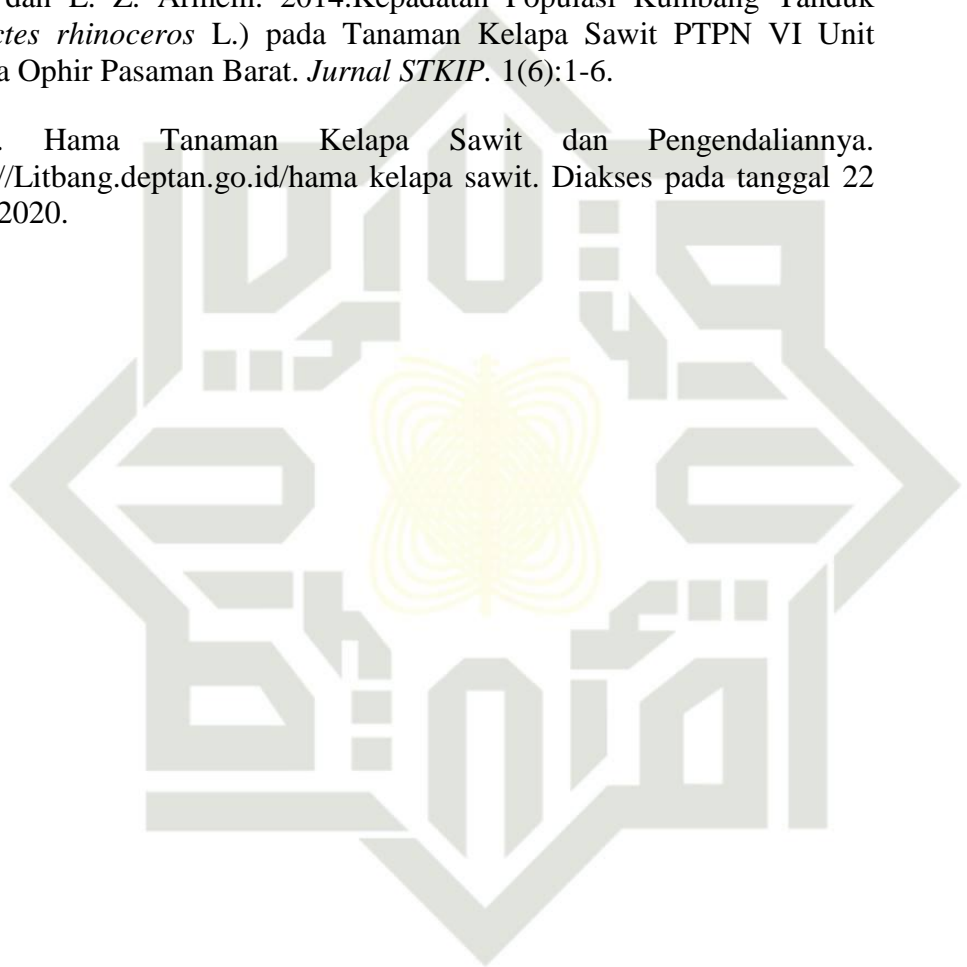 dan L. Z. Armein. 2014.Kepadatan Populasi Kumbang Tanduk
ctes rhinoceros L.) pada Tanaman Kelapa Sawit PTPN VI Unit
a Ophir Pasaman Barat. Jurnal STKIP. 1(6):1-6.
. Hama Tanaman Kelapa Sawit dan Pengendaliannya.
//Litbang.deptan.go.id/hama kelapa sawit. Diakses pada tanggal 22
2020.